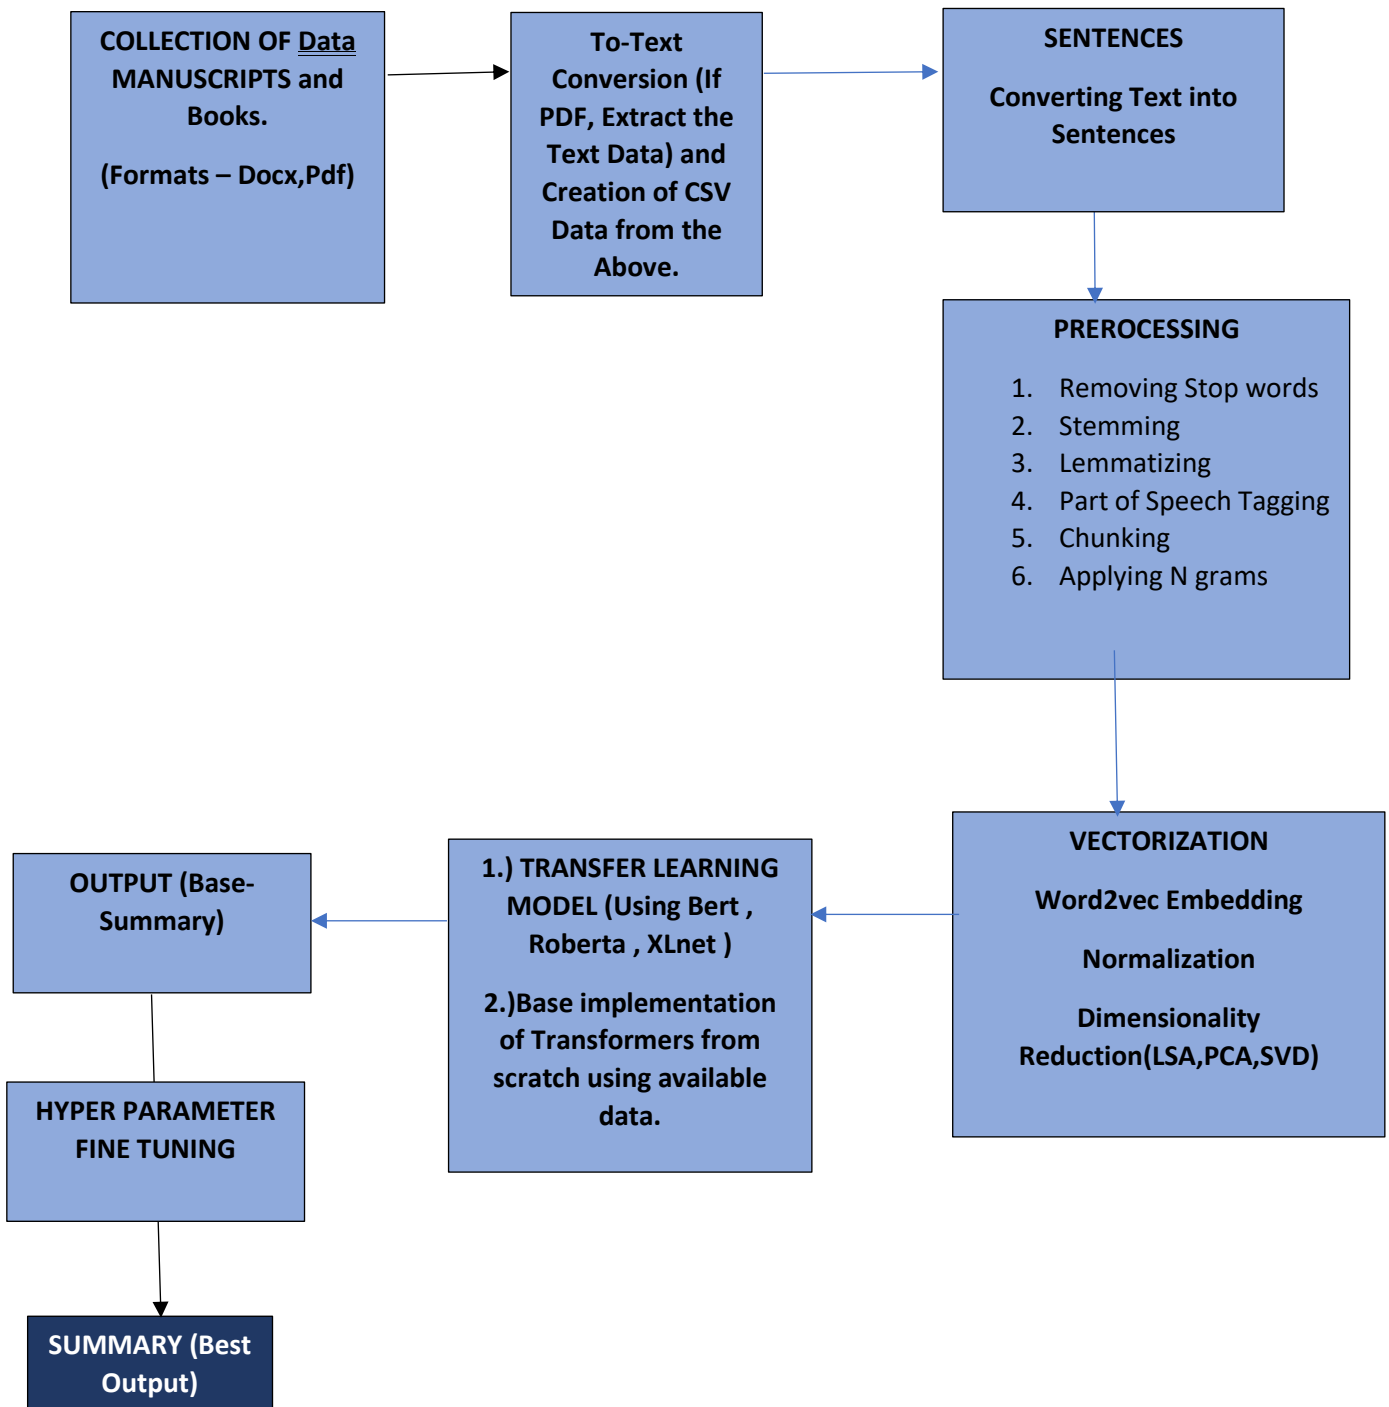 COLLECTION OF Data
MANUSCRIPTS and
Books.
(Formats – Docx,Pdf)
To-Text
Conversion (If
PDF, Extract the
Text Data) and
Creation of CSV
Data from the
Above.
SENTENCES
Converting Text into
Sentences
PREROCESSING
1. Removing Stop words
2. Stemming
3. Lemmatizing
4. Part of Speech Tagging
5. Chunking
6. Applying N grams
VECTORIZATION
Word2vec Embedding
Normalization
Dimensionality
Reduction(LSA,PCA,SVD)
1.) TRANSFER LEARNING
MODEL (Using Bert ,
Roberta , XLnet )
2.)Base implementation
of Transformers from
scratch using available
data.
OUTPUT (Base-
Summary)
HYPER PARAMETER
FINE TUNING
SUMMARY (Best
Output)